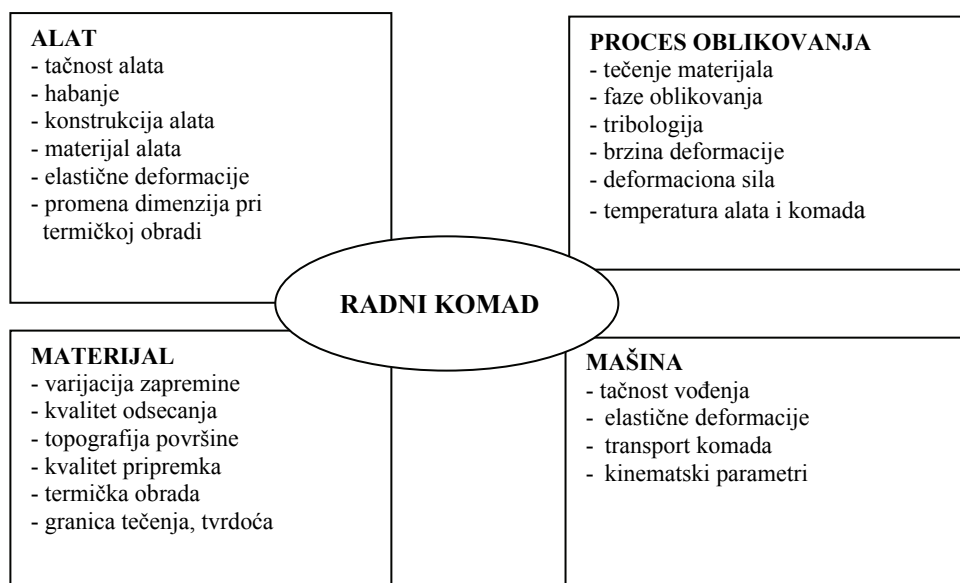 ALAT
- tačnost alata
- habanje
- konstrukcija alata
- materijal alata
- elastične deformacije
- promena dimenzija pri
termičkoj obradi
PROCES OBLIKOVANJA
- tečenje materijala
- faze oblikovanja
- tribologija
- brzina deformacije
- deformaciona sila
- temperatura alata i komada
RADNI KOMAD
MATERIJAL
- varijacija zapremine
- kvalitet odsecanja
- topografija površine
- kvalitet pripremka
- termička obrada
- granica tečenja, tvrdoća
MAŠINA
- tačnost vođenja
- elastične deformacije
- transport komada
- kinematski parametri